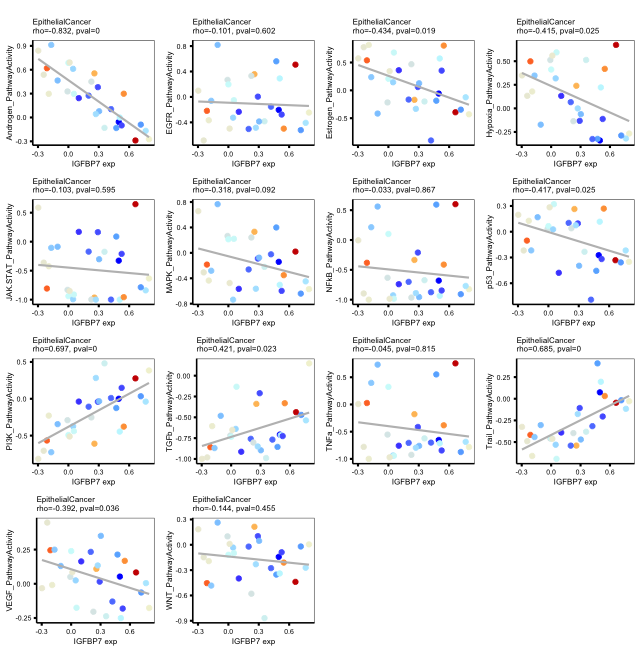 EpithelialCancer
rho=-0.832, pval=0
Androgen_PathwayActivity
0.9
0.6
0.3
0.0
-0.3
-0.3 0.0 0.3 0.6
IGFBP7 exp
EpithelialCancer
rho=-0.101, pval=0.602
EGFR_PathwayActivity
0.8
0.4
0.0
-0.4
-0.3 0.0 0.3 0.6
IGFBP7 exp
EpithelialCancer
rho=-0.434, pval=0.019
Estrogen_PathwayActivity
0.5
0.0
-0.5
-0.3 0.0 0.3 0.6
IGFBP7 exp
EpithelialCancer
rho=-0.415, pval=0.025
Hypoxia_PathwayActivity
0.50
0.25
0.00
-0.25
-0.3 0.0 0.3 0.6
IGFBP7 exp
EpithelialCancer
rho=-0.103, pval=0.595
JAK.STAT_PathwayActivity
0.5
0.0
-0.5
-1.0
-0.3 0.0 0.3 0.6
IGFBP7 exp
EpithelialCancer
rho=-0.318, pval=0.092
MAPK_PathwayActivity
0.8
0.4
0.0
-0.4
-0.8
-0.3 0.0 0.3 0.6
IGFBP7 exp
EpithelialCancer
rho=-0.033, pval=0.867
NFkB_PathwayActivity
0.5
0.0
-0.5
-1.0
-0.3 0.0 0.3 0.6
IGFBP7 exp
EpithelialCancer
rho=-0.417, pval=0.025
p53_PathwayActivity
0.3
0.0
-0.3
-0.6
-0.3 0.0 0.3 0.6
IGFBP7 exp
EpithelialCancer
rho=0.697, pval=0
PI3K_PathwayActivity
0.5
0.0
-0.5
-0.3 0.0 0.3 0.6
IGFBP7 exp
EpithelialCancer
rho=0.421, pval=0.023
TGFb_PathwayActivity
0.00
-0.25
-0.50
-0.75
-1.00
-0.3 0.0 0.3 0.6
IGFBP7 exp
EpithelialCancer
rho=-0.045, pval=0.815
TNFa_PathwayActivity
0.5
0.0
-0.5
-1.0
-0.3 0.0 0.3 0.6
IGFBP7 exp
EpithelialCancer
rho=0.685, pval=0
Trail_PathwayActivity
0.25
0.00
-0.25
-0.50
-0.3 0.0 0.3 0.6
IGFBP7 exp
EpithelialCancer
rho=-0.392, pval=0.036
VEGF_PathwayActivity
0.25
0.00
-0.25
-0.3 0.0 0.3 0.6
IGFBP7 exp
EpithelialCancer
rho=-0.144, pval=0.455
WNT_PathwayActivity
0.3
0.0
-0.3
-0.6
-0.9
-0.3 0.0 0.3 0.6
IGFBP7 exp